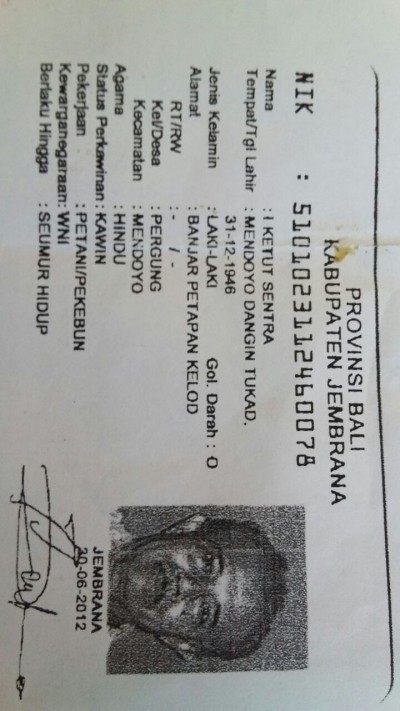 PROVINSI BALI
KABUPATEN JEMBRANA
NIK : 5101023112460078
Nama : I KETUT SENTRA
Tempat/Tgl Lahir : MENDOYO DANGIN TUKAD.
31-12-1946
Jenis Kelamin : LAKI-LAKI Gol. Darah : O
Alamat : BANJAR PETAPAN KELOD
RT/RW : - / -
Kel/Desa : PERGUNG
Kecamatan : MENDOYO
Agama : HINDU
Status Perkawinan : KAWIN
Pekerjaan : PETANI/PEKEBUN
Kewarganegaraan: WNI
Berlaku Hingga : SEUMUR HIDUP
JEMBRANA
30-06-2012